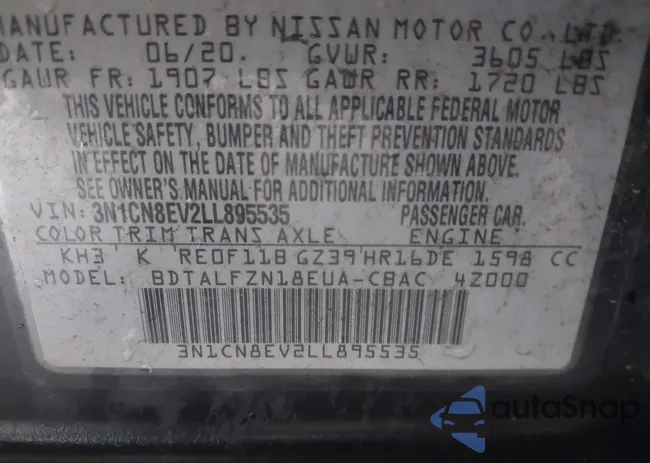 MANUFACTURED BY NISSAN MOTOR CO., LTD.
DATE: 06/20. GVWR: 3605 LBS
GAWR FR: 1907 LBS GAWR RR: 1720 LBS
THIS VEHICLE CONFORMS TO ALL APPLICABLE FEDERAL MOTOR
VEHICLE SAFETY, BUMPER AND THEFT PREVENTION STANDARDS
IN EFFECT ON THE DATE OF MANUFACTURE SHOWN ABOVE.
SEE OWNER'S MANUAL FOR ADDITIONAL INFORMATION.
VIN: 3N1CN8EV2LL895535 PASSENGER CAR.
COLOR TRIM TRANS AXLE ENGINE
KH3 K RE0F11B GZ39 HR16DE 1598 CC
MODEL: BDTALFZN18EUA-CBAC 4Z000
3N1CN8EV2LL895535
autoSnap